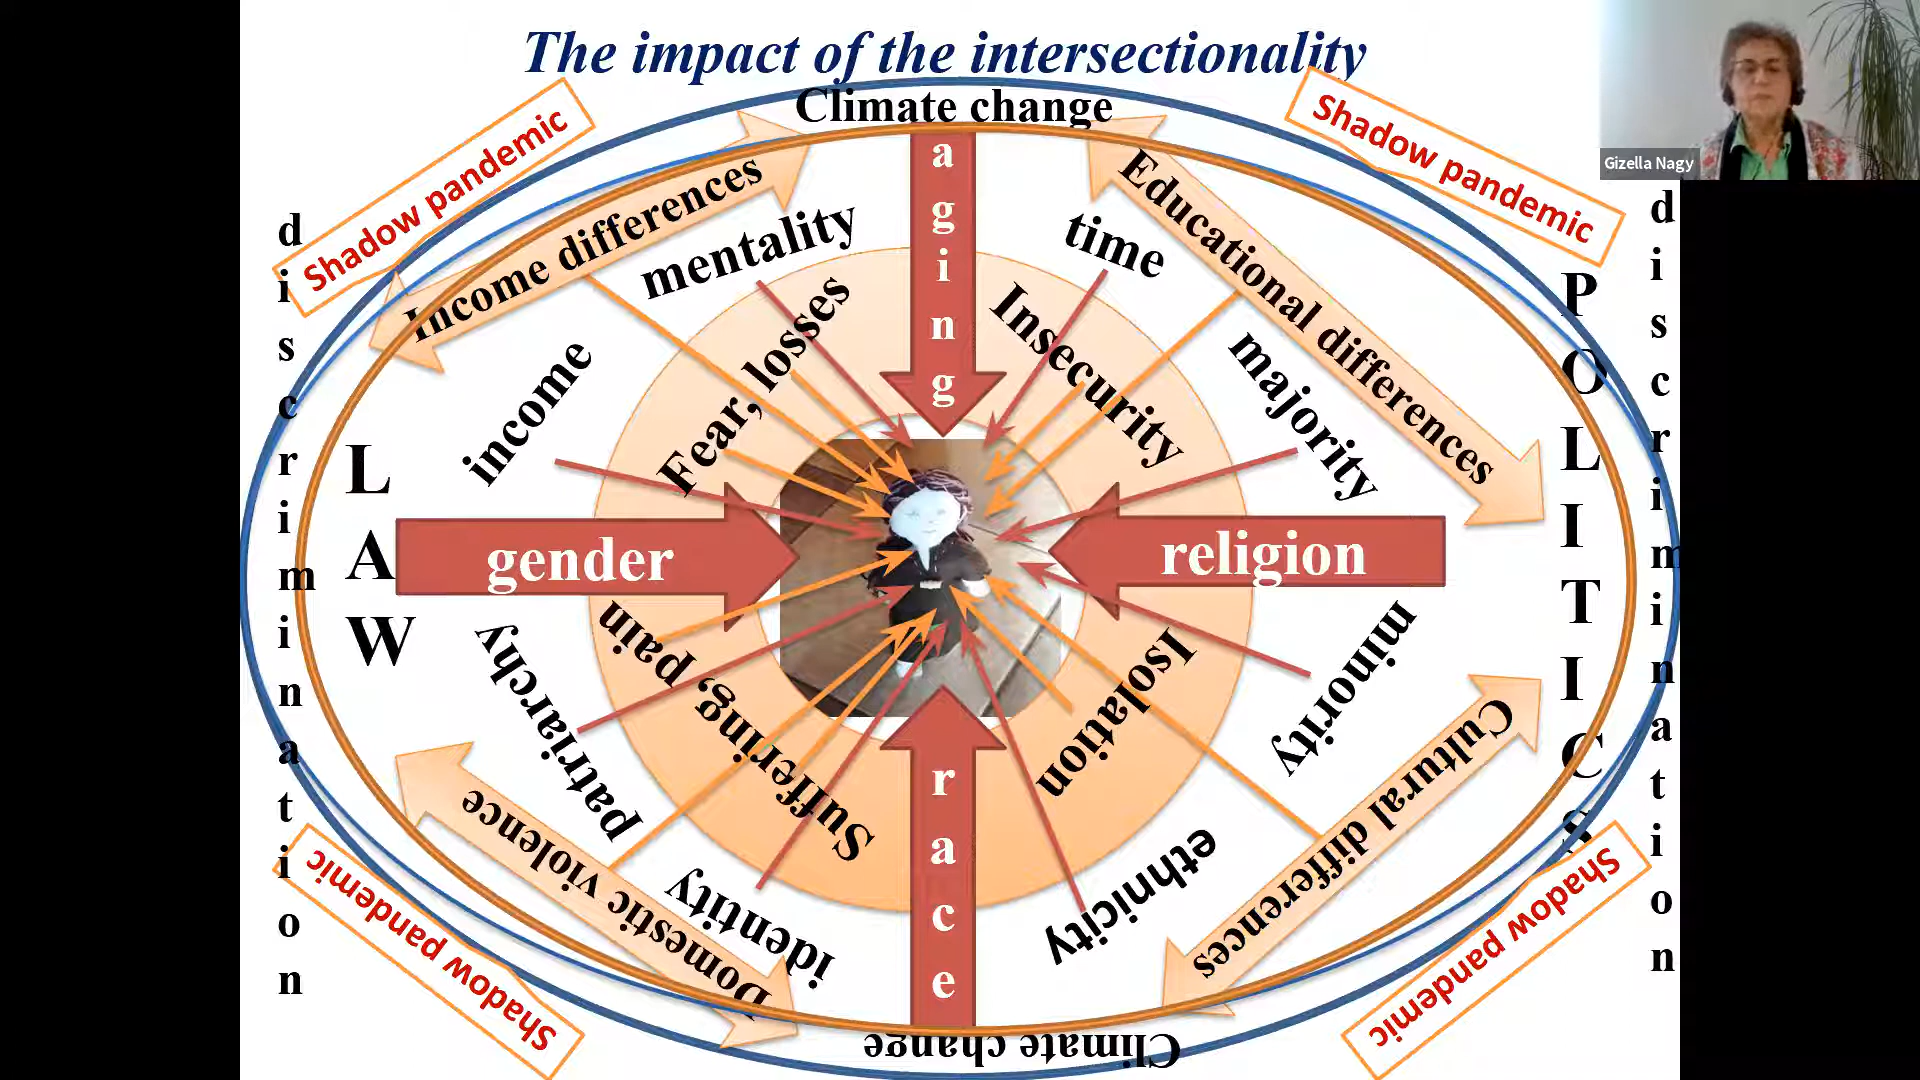 The impact of the intersectionality
Climate change
Shadow pandemic
Shadow pandemic
Gizella Nagy
discrimination
discrimination
Income differences
mentality
aging
time
Educational differences
income
Fear, losses
Insecurity
majority
LAW
POLITICS
gender
religion
patriarchy
Suffering, pain
Isolation
minority
Domestic violence
identity
race
ethnicity
Cultural differences
Shadow pandemic
Shadow pandemic
Climate change